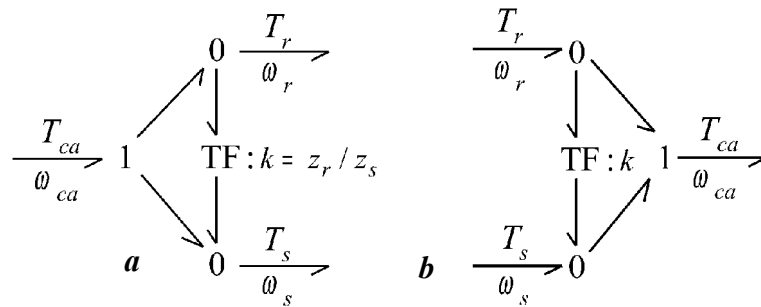 0 T_r ω_r
T_ca ω_ca 1 TF : k = z_r / z_s
0 T_s ω_s
a
T_r ω_r 0
TF : k 1 T_ca ω_ca
T_s ω_s 0
b